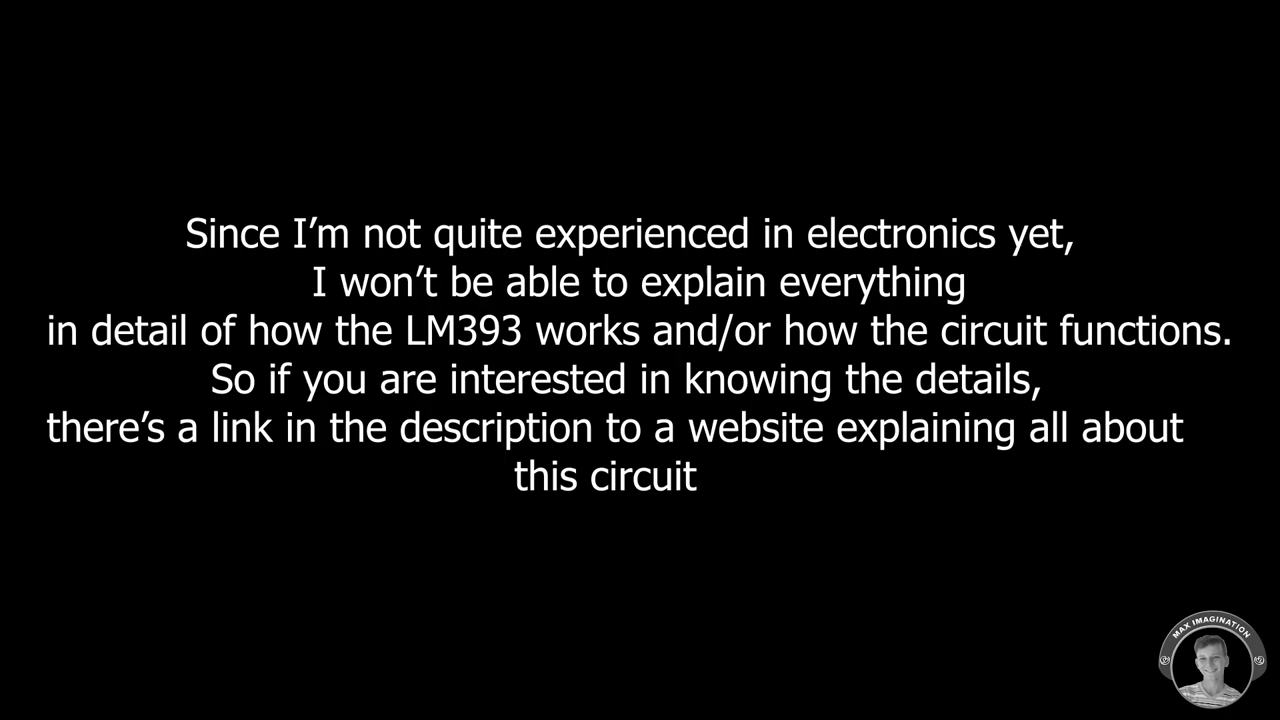 Since I’m not quite experienced in electronics yet,
I won’t be able to explain everything
in detail of how the LM393 works and/or how the circuit functions.
So if you are interested in knowing the details,
there’s a link in the description to a website explaining all about
this circuit
MAX IMAGINATION